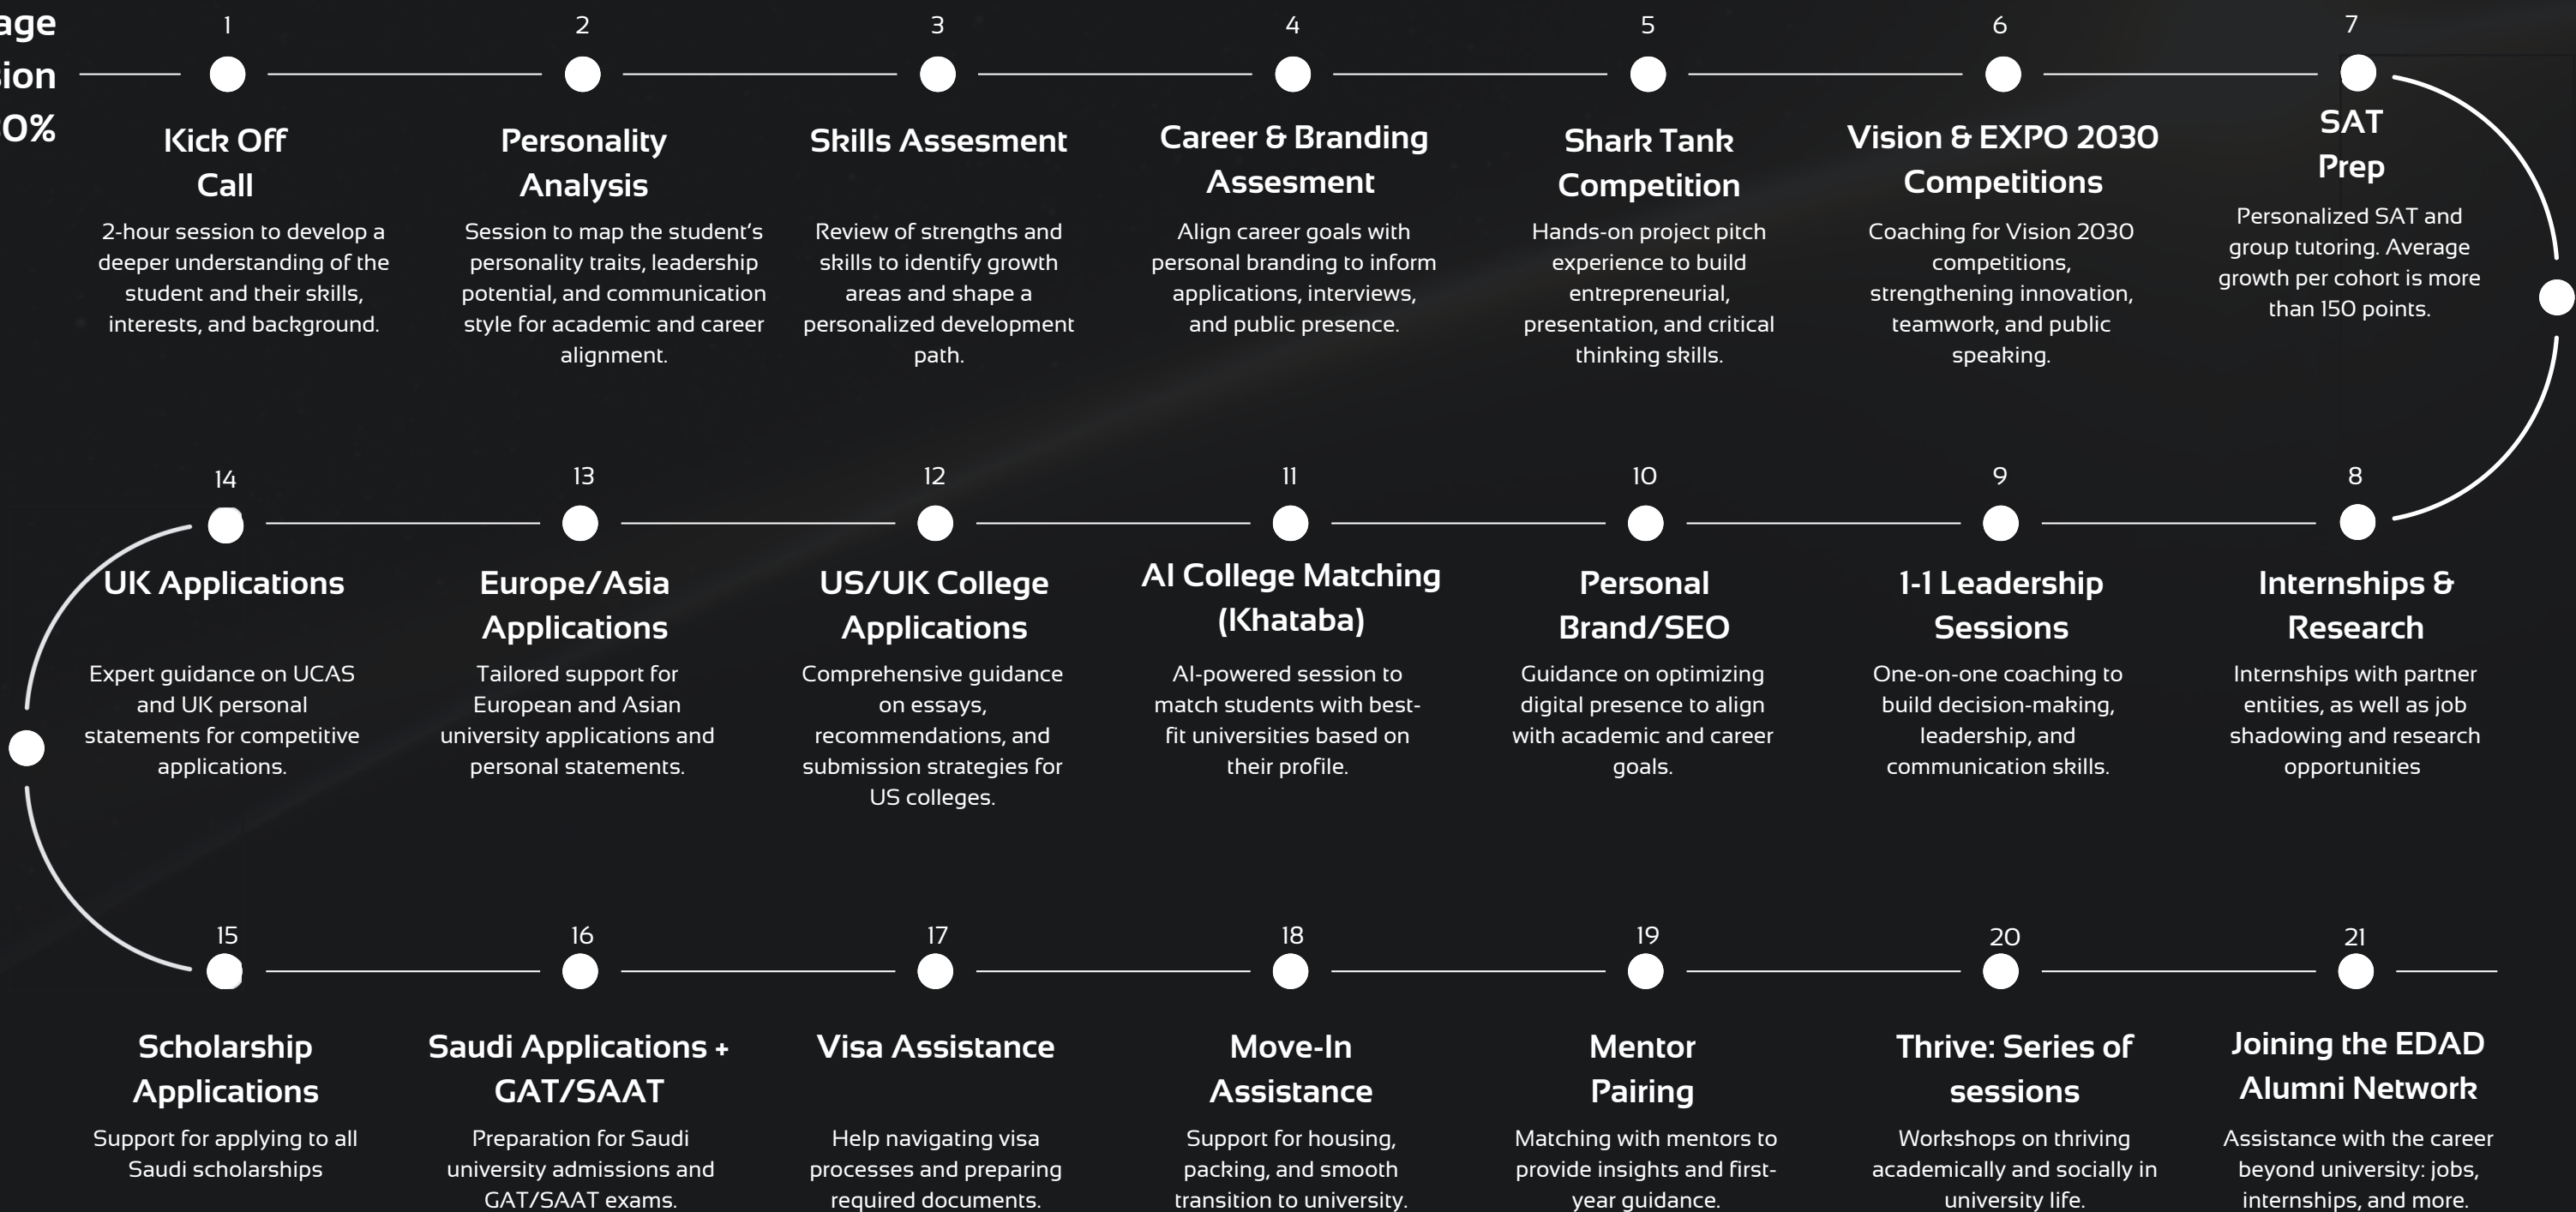 1
2
3
4
5
6
7
80%
Kick Off
Call
2-hour session to develop a
deeper understanding of the
student and their skills,
interests, and background.
Personality
Analysis
Session to map the student's
personality traits, leadership
potential, and communication
style for academic and career
alignment.
Skills Assesment
Review of strengths and
skills to identify growth
areas and shape a
personalized development
path.
Career & Branding
Assesment
Align career goals with
personal branding to inform
applications, interviews,
and public presence.
Shark Tank
Competition
Hands-on project pitch
experience to build
entrepreneurial,
presentation, and critical
thinking skills.
Vision & EXPO 2030
Competitions
Coaching for Vision 2030
competitions,
strengthening innovation,
teamwork, and public
speaking.
SAT
Prep
Personalized SAT and
group tutoring. Average
growth per cohort is more
than 150 points.
14
13
12
11
10
9
8
UK Applications
Expert guidance on UCAS
and UK personal
statements for competitive
applications.
Europe/Asia
Applications
Tailored support for
European and Asian
university applications and
personal statements.
US/UK College
Applications
Comprehensive guidance
on essays,
recommendations, and
submission strategies for
US colleges.
AI College Matching
(Khataba)
AI-powered session to
match students with best-
fit universities based on
their profile.
Personal
Brand/SEO
Guidance on optimizing
digital presence to align
with academic and career
goals.
1-1 Leadership
Sessions
One-on-one coaching to
build decision-making,
leadership, and
communication skills.
Internships &
Research
Internships with partner
entities, as well as job
shadowing and research
opportunities
15
16
17
18
19
20
21
Scholarship
Applications
Support for applying to all
Saudi scholarships
Saudi Applications +
GAT/SAAT
Preparation for Saudi
university admissions and
GAT/SAAT exams.
Visa Assistance
Help navigating visa
processes and preparing
required documents.
Move-In
Assistance
Support for housing,
packing, and smooth
transition to university.
Mentor
Pairing
Matching with mentors to
provide insights and first-
year guidance.
Thrive: Series of
sessions
Workshops on thriving
academically and socially in
university life.
Joining the EDAD
Alumni Network
Assistance with the career
beyond university: jobs,
internships, and more.